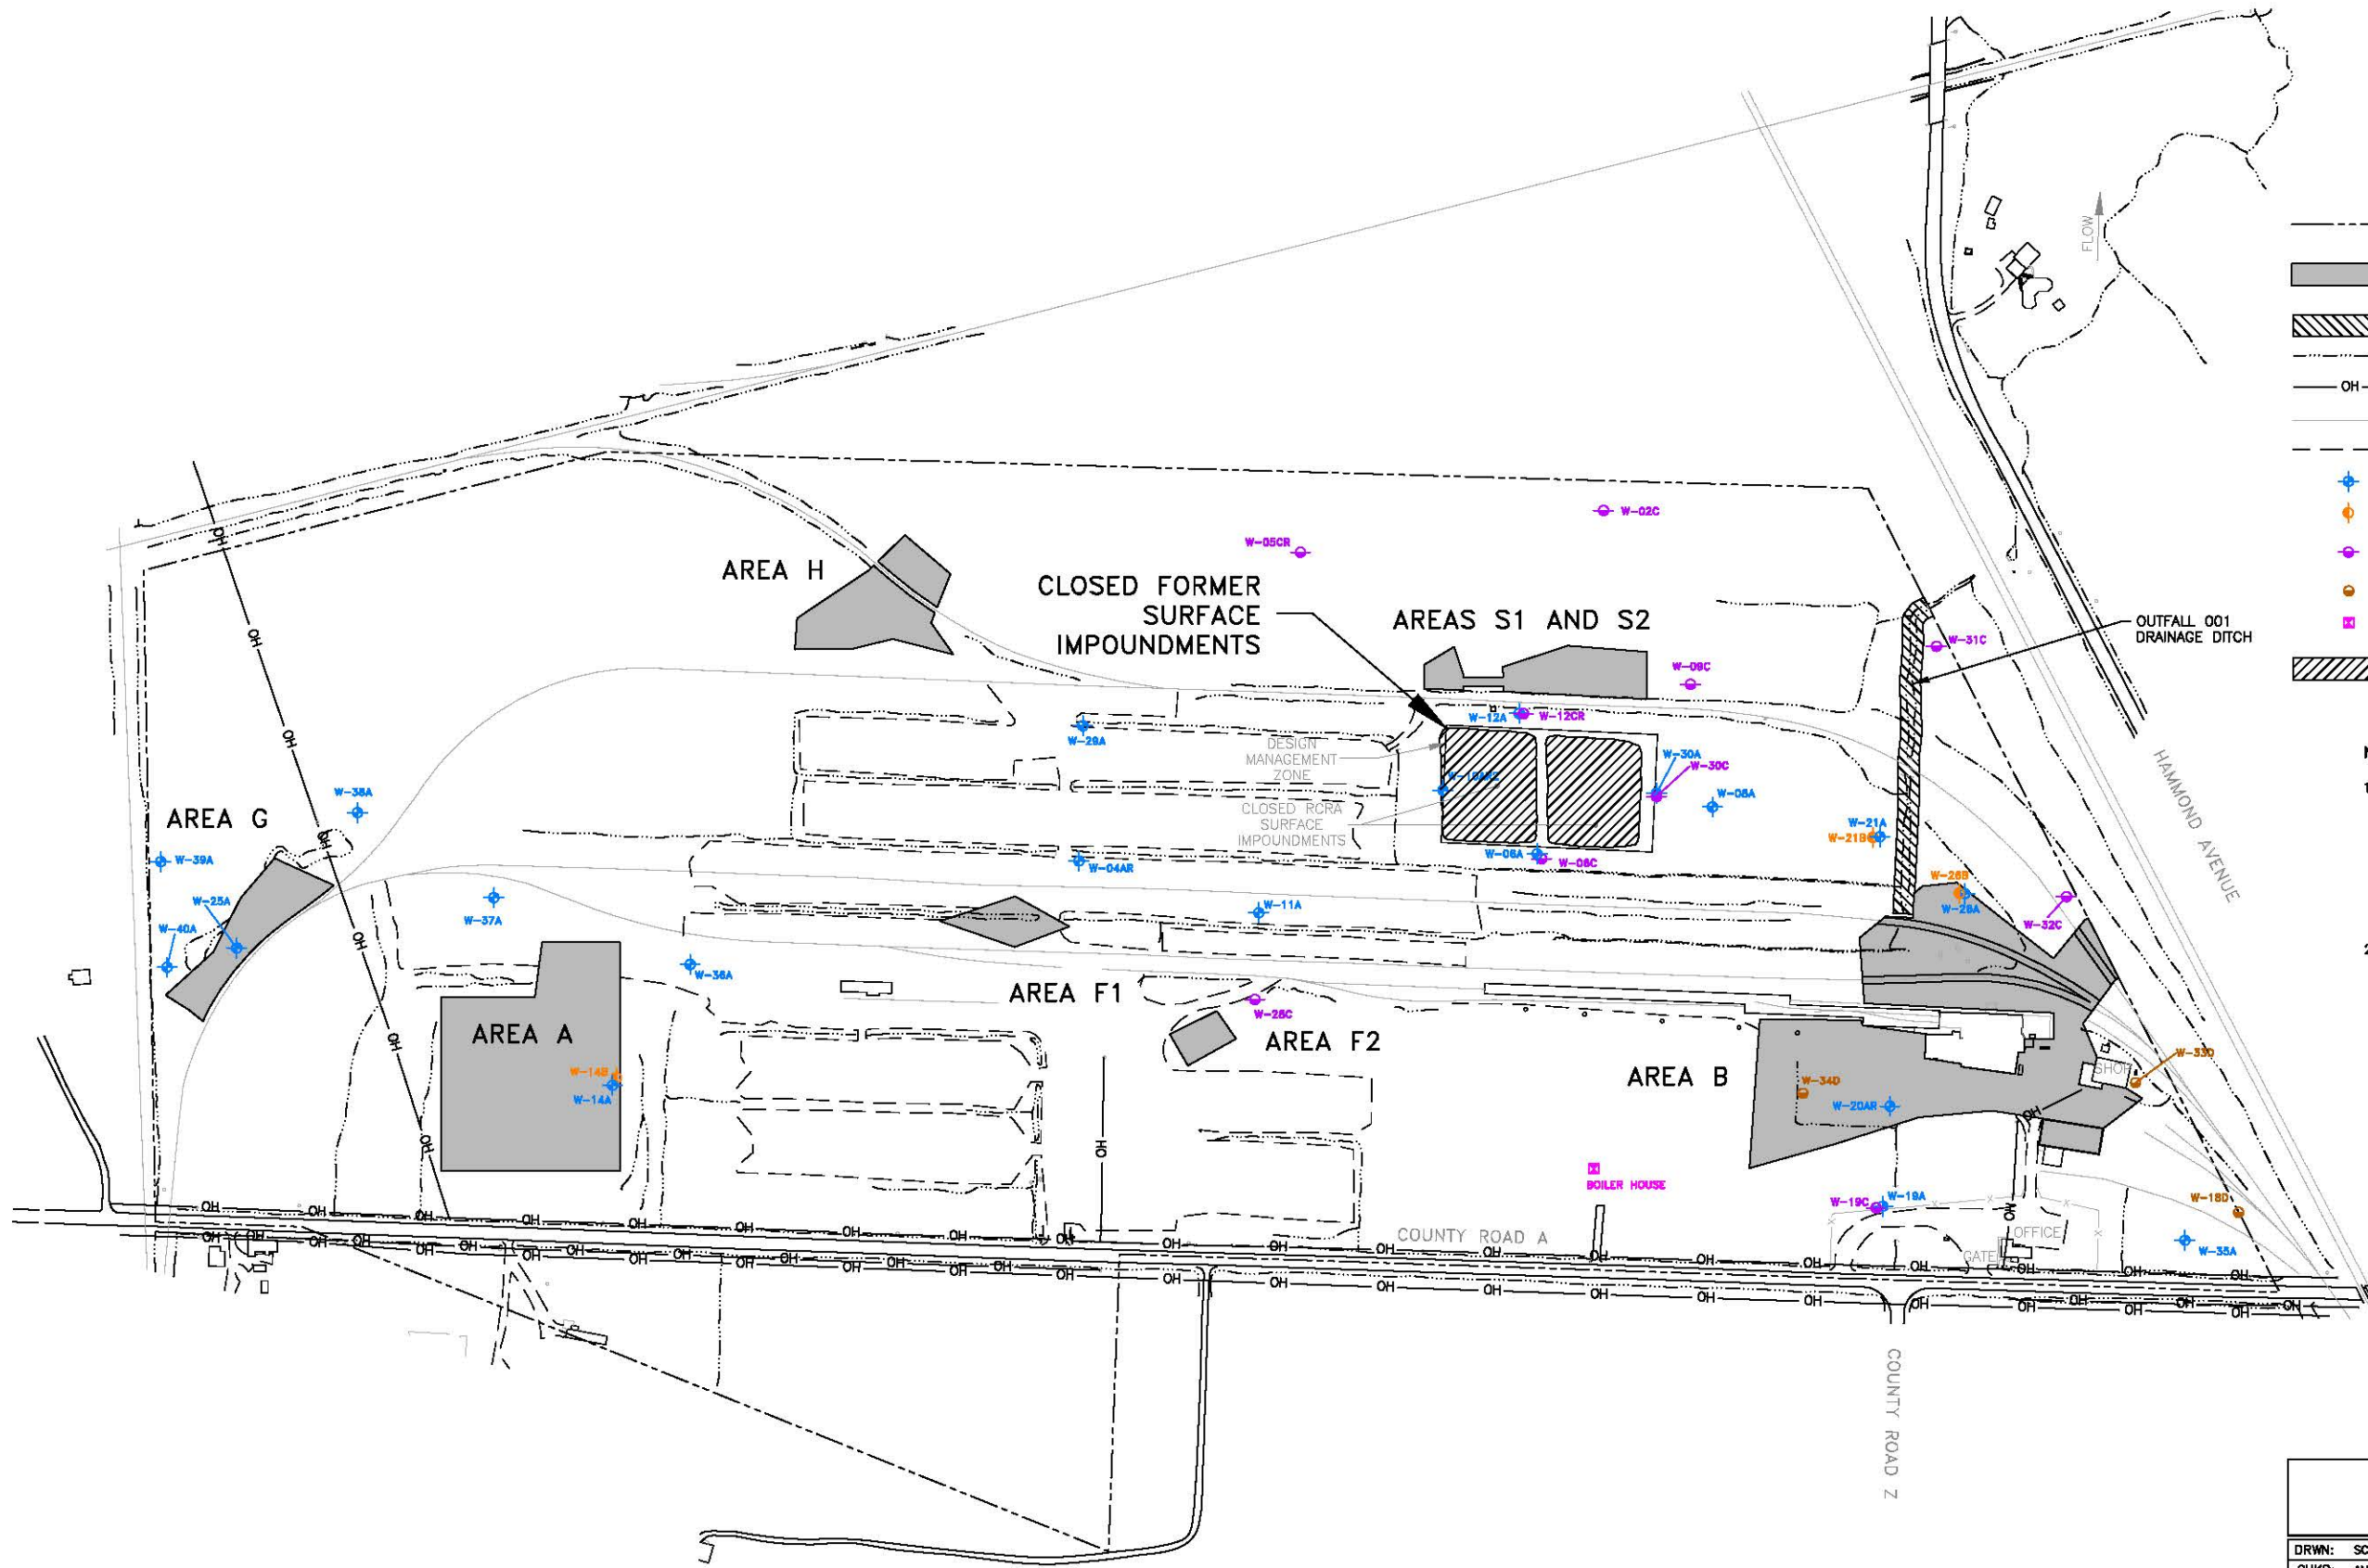 FLOW
OH
W-02C
W-05CR
AREA H
CLOSED FORMER
SURFACE
IMPOUNDMENTS
AREAS S1 AND S2
OUTFALL 001
DRAINAGE DITCH
W-31C
W-09C
W-12A
W-12CR
W-29A
DESIGN
MANAGEMENT
ZONE
W-30A
W-30C
HAMMOND AVENUE
W-38A
W-08A
CLOSED RCRA
SURFACE
IMPOUNDMENTS
AREA G
W-21A
W-21B
W-39A
W-04AR
W-06A
W-06C
W-25A
W-37A
W-11A
W-28B
W-28A
W-40A
W-32C
W-36A
AREA F1
W-26C
AREA A
AREA F2
W-33D
SHOP
AREA B
W-14B
W-14A
W-34D
W-20AR
OH
BOILER HOUSE
W-19C
W-19A
W-18D
OFFICE
COUNTY ROAD A
GATE
W-35A
OH
COUNTY ROAD Z
DRWN: